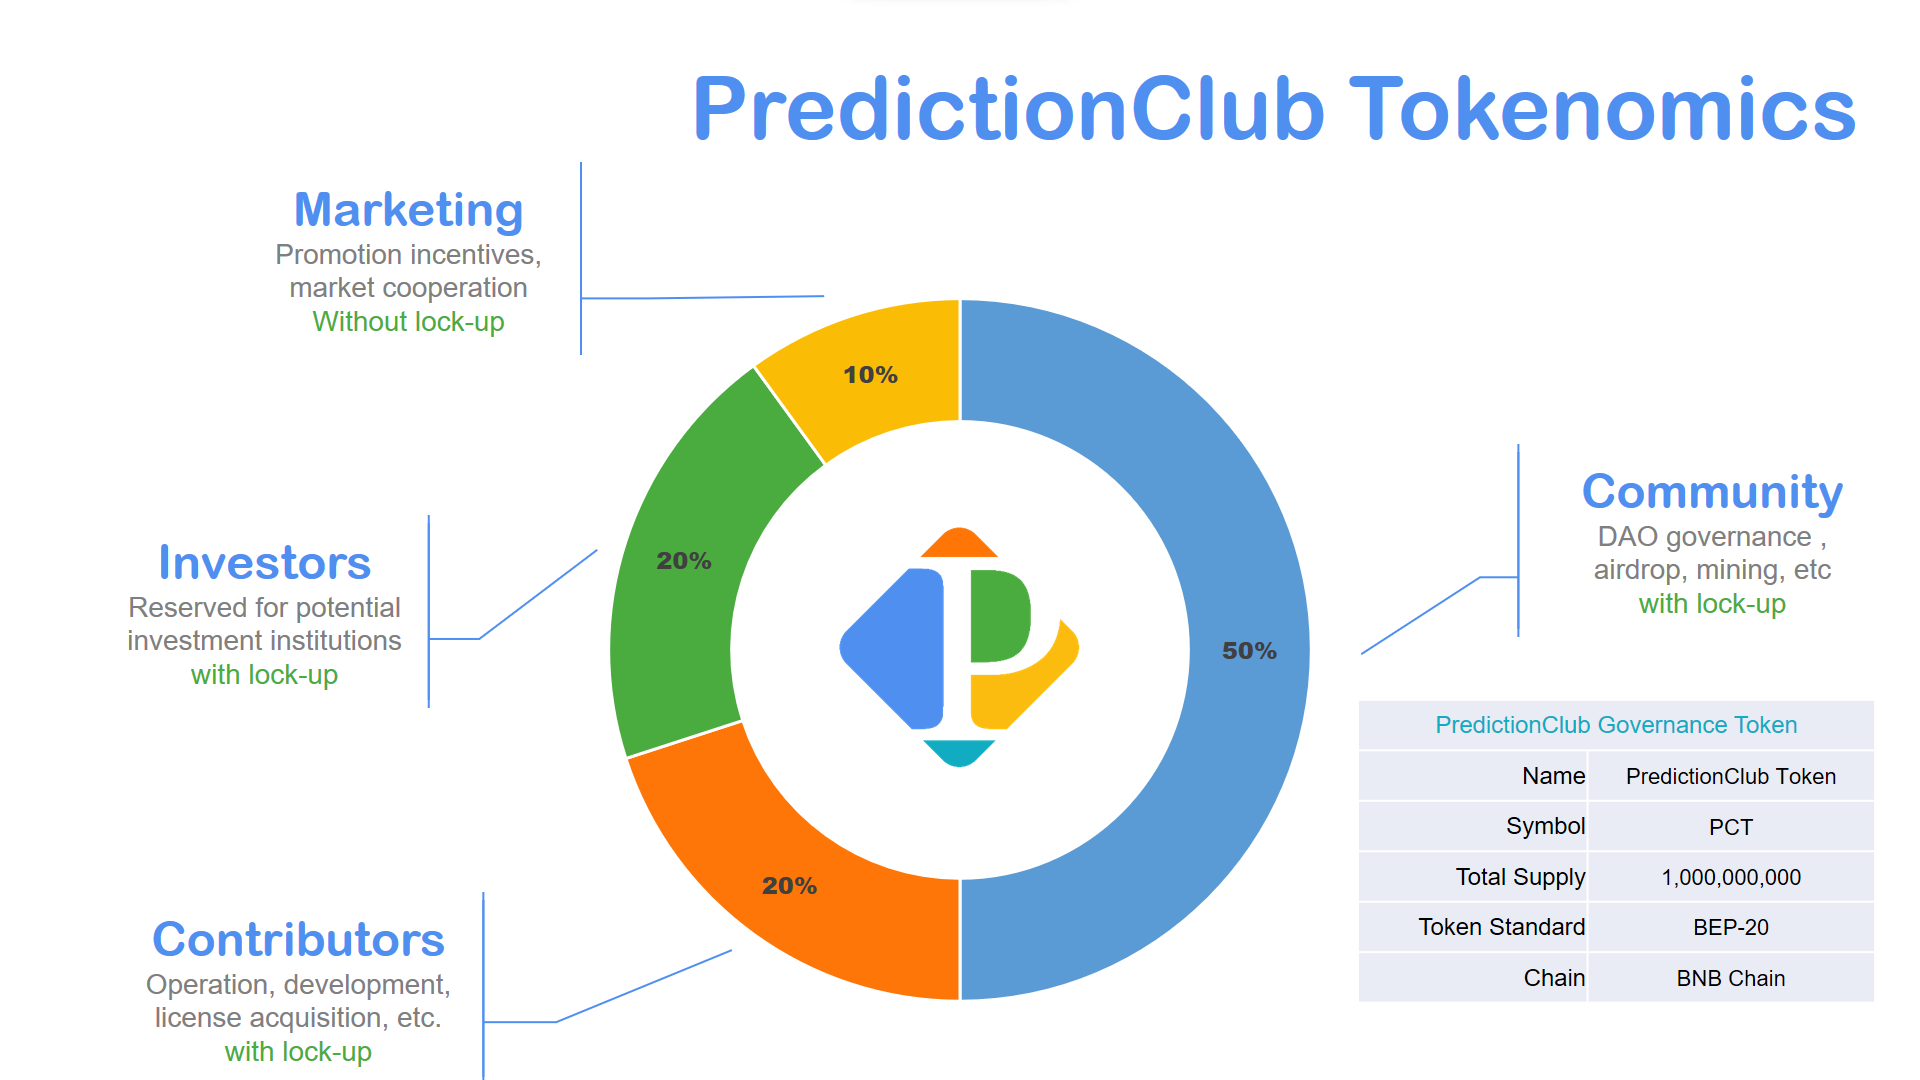 PredictionClub Tokenomics
Marketing
Promotion incentives,
market cooperation
Without lock-up
10%
Investors
Reserved for potential
investment institutions
with lock-up
20%
Community
DAO governance ,
airdrop, mining, etc
with lock-up
50%
Contributors
Operation, development,
license acquisition, etc.
with lock-up
20%
P
PredictionClub Governance Token
Name PredictionClub Token
Symbol PCT
Total Supply 1,000,000,000
Token Standard BEP-20
Chain BNB Chain